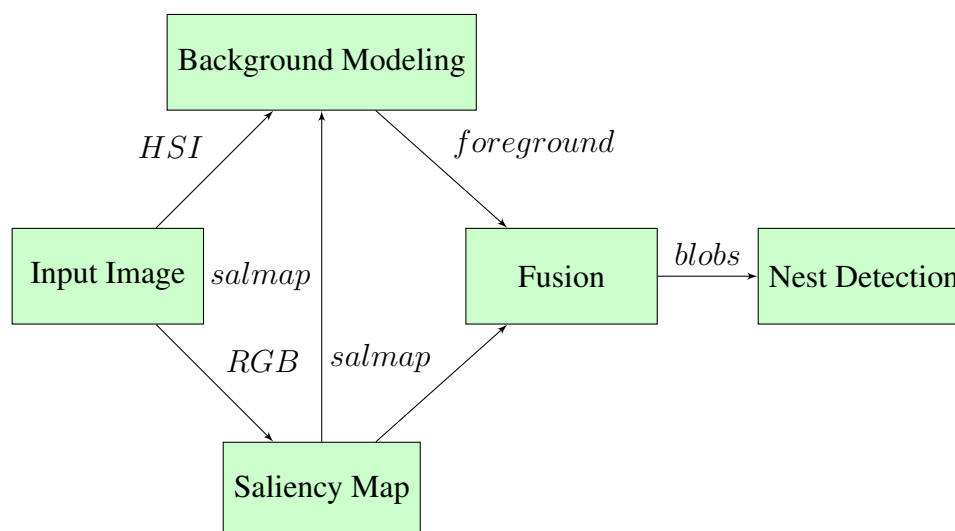 Background Modeling
HSI
foreground
Input Image
salmap
Fusion
blobs
Nest Detection
RGB
salmap
Saliency Map